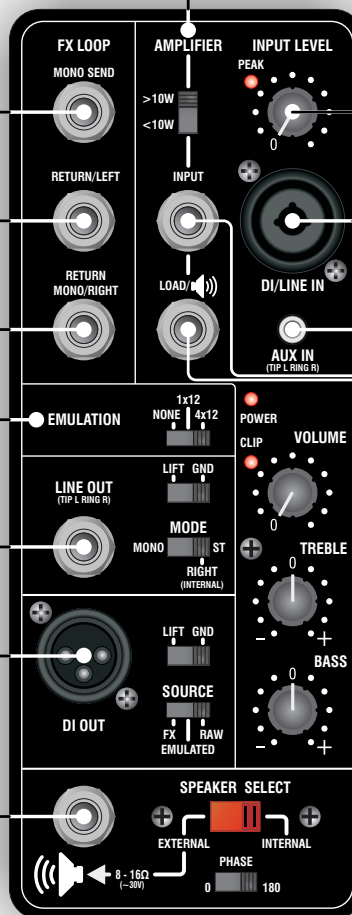 FX LOOP
MONO SEND
RETURN/LEFT
RETURN
MONO/RIGHT
AMPLIFIER
>10W
<10W
INPUT
LOAD/
INPUT LEVEL
PEAK
0
DI/LINE IN
AUX IN
(TIP L RING R)
EMULATION
1x12
NONE 4x12
LINE OUT
(TIP L RING R)
LIFT GND
MODE
MONO ST
RIGHT
(INTERNAL)
DI OUT
LIFT GND
SOURCE
FX RAW
EMULATED
POWER
CLIP
VOLUME
0
TREBLE
0
- +
BASS
0
- +
SPEAKER SELECT
EXTERNAL INTERNAL
8 - 16Ω
(~30V)
PHASE
0 180